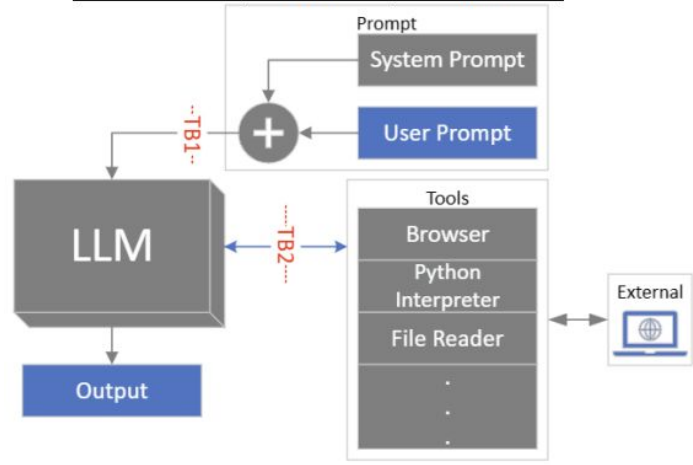 Prompt
System Prompt
User Prompt
--TB1--
LLM
----TB2---
Output
Tools
Browser
Python
Interpreter
File Reader
.
.
.
External